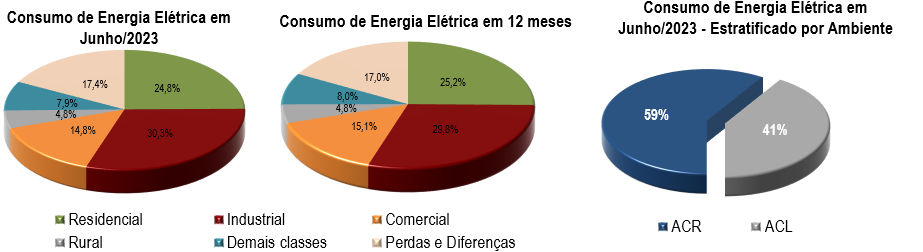 Consumo de Energia Elétrica em
Junho/2023
17,4%
24,8%
7,9%
4,8%
14,8%
30,3%
Consumo de Energia Elétrica em 12 meses
17,0%
25,2%
8,0%
4,8%
15,1%
29,8%
Residencial
Industrial
Comercial
Rural
Demais classes
Perdas e Diferenças
Consumo de Energia Elétrica em
Junho/2023 - Estratificado por Ambiente
59%
41%
ACR
ACL